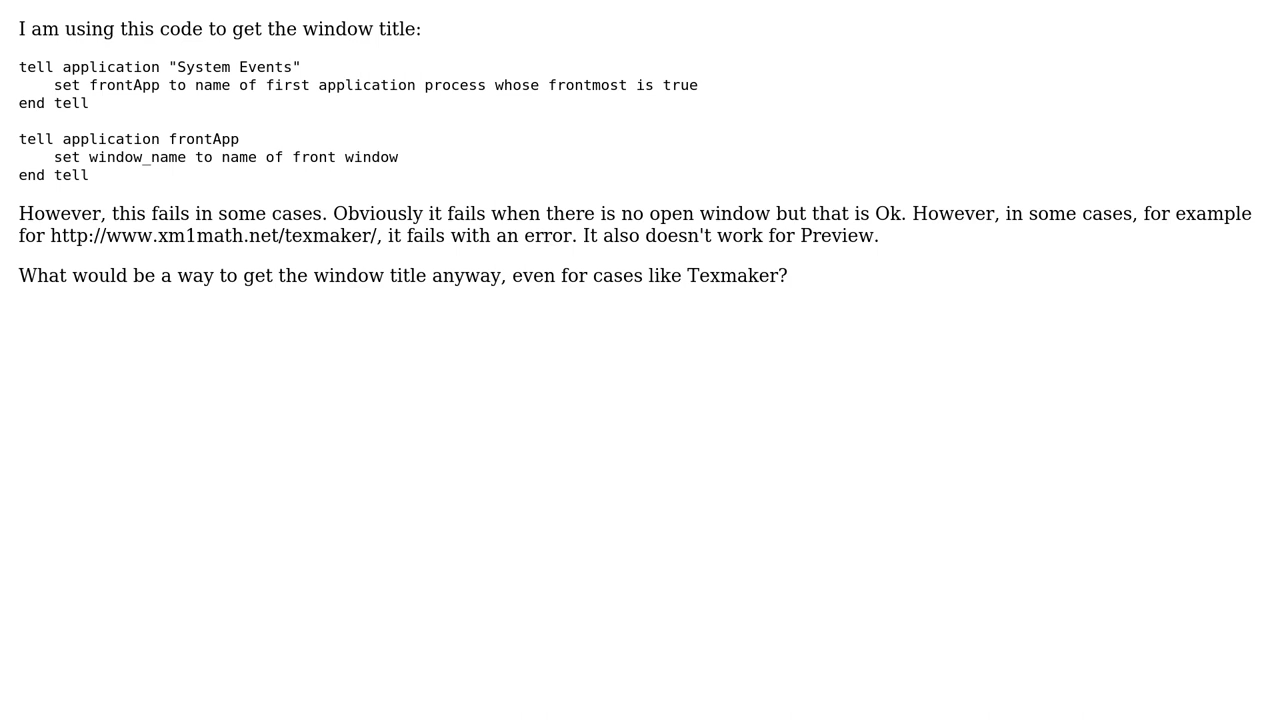 I am using this code to get the window title:
tell application "System Events"
    set frontApp to name of first application process whose frontmost is true
end tell
tell application frontApp
    set window_name to name of front window
end tell
However, this fails in some cases. Obviously it fails when there is no open window but that is Ok. However, in some cases, for example
for http://www.xm1math.net/texmaker/, it fails with an error. It also doesn't work for Preview.
What would be a way to get the window title anyway, even for cases like Texmaker?